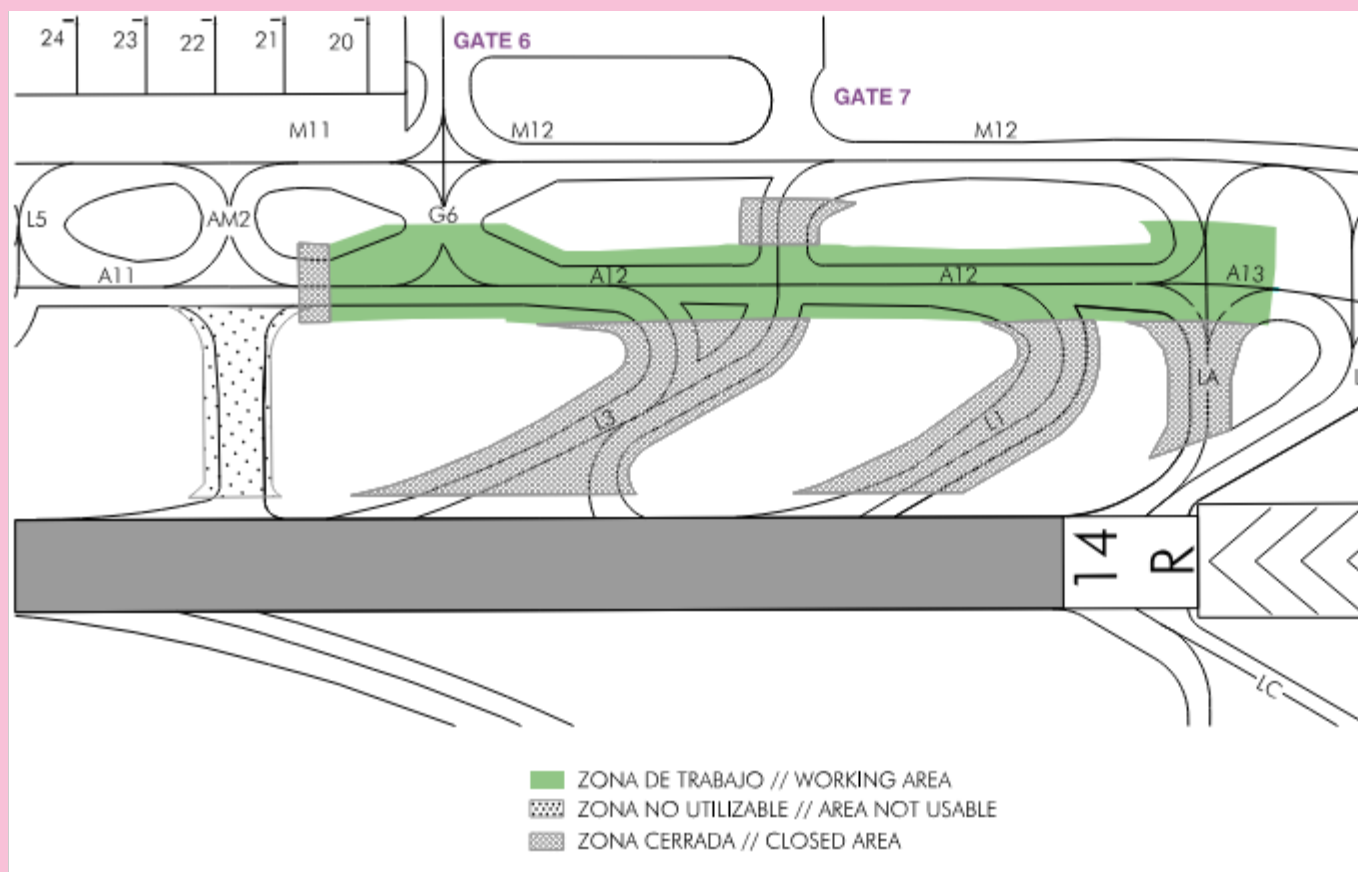 24 23 22 21 20
GATE 6
GATE 7
M11
M12
M12
L5
AM2
G6
A11
A12
A12
A13
LA
L3
L1
14
R
LC
ZONA DE TRABAJO // WORKING AREA
ZONA NO UTILIZABLE // AREA NOT USABLE
ZONA CERRADA // CLOSED AREA